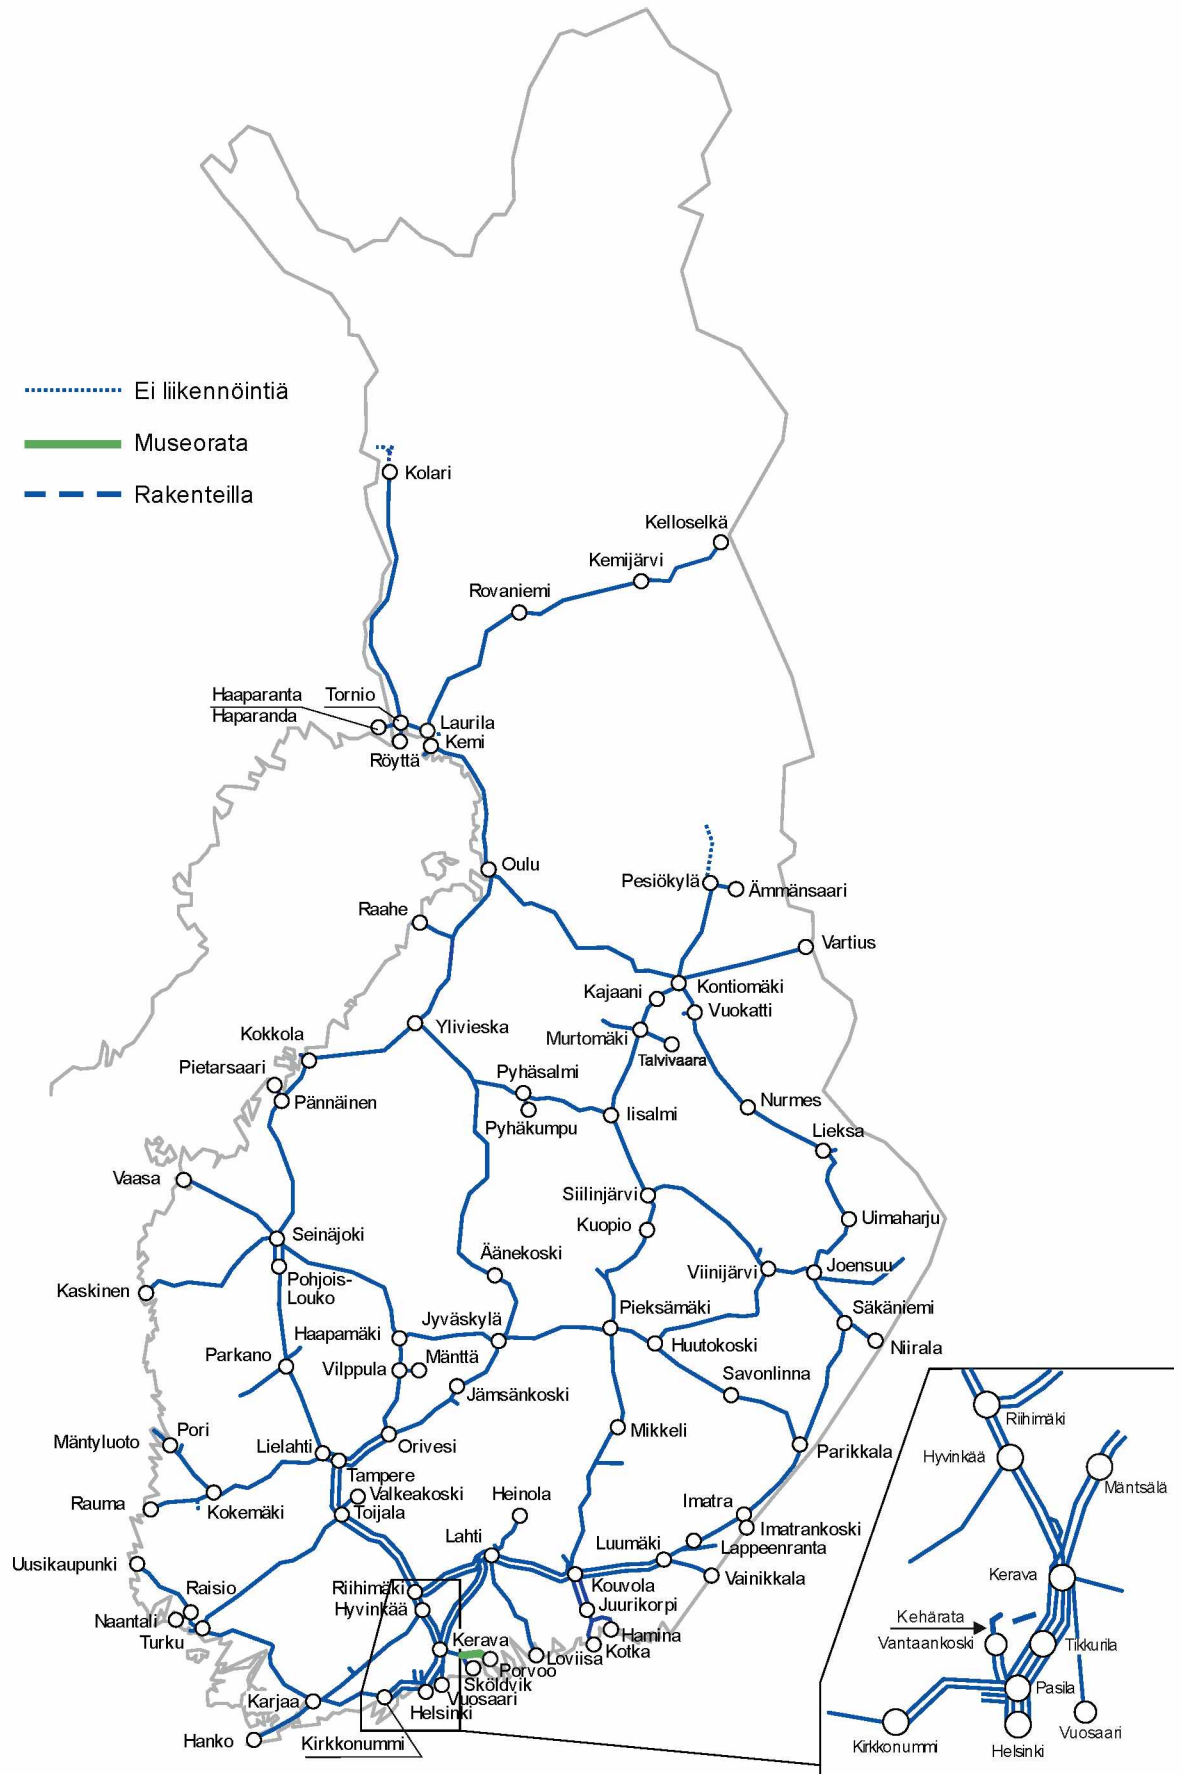 Ei liikennöintiä
Museorata
Rakenteilla
Kolari
Kelloselkä
Kemijärvi
Rovaniemi
Haaparanta
Haparanda
Tornio
Laurila
Kemi
Röyttä
Oulu
Raahe
Pesiökylä
Ämmänsaari
Vartius
Kontiomäki
Kajaani
Vuokatti
Murtomäki
Talvivaara
Ylivieska
Kokkola
Pietarsaari
Pännäinen
Pyhäsalmi
Pyhäkumpu
Iisalmi
Nurmes
Lieksa
Vaasa
Siilinjärvi
Kuopio
Uimaharju
Seinäjoki
Pohjois-
Louko
Äänekoski
Viinijärvi
Joensuu
Kaskinen
Haapamäki
Jyväskylä
Pieksämäki
Huutokoski
Säkäniemi
Niirala
Parkano
Vilppula
Mänttä
Jämsänkoski
Savonlinna
Pori
Mäntyluoto
Lielahti
Orivesi
Mikkeli
Parikkala
Tampere
Valkeakoski
Toijala
Rauma
Kokemäki
Heinola
Imatra
Imatrankoski
Lahti
Luumäki
Lappeenranta
Vainikkala
Uusikaupunki
Raisio
Naantali
Turku
Riihimäki
Hyvinkää
Kouvola
Juurikorpi
Hamina
Kotka
Kerava
Porvoo
Sköldvik
Loviisa
Vuosaari
Helsinki
Karjaa
Hanko
Kirkkonummi
Riihimäki
Hyvinkää
Mäntsälä
Kerava
Kehärata
Vantaankoski
Tikkurila
Pasila
Vuosaari
Kirkkonummi
Helsinki